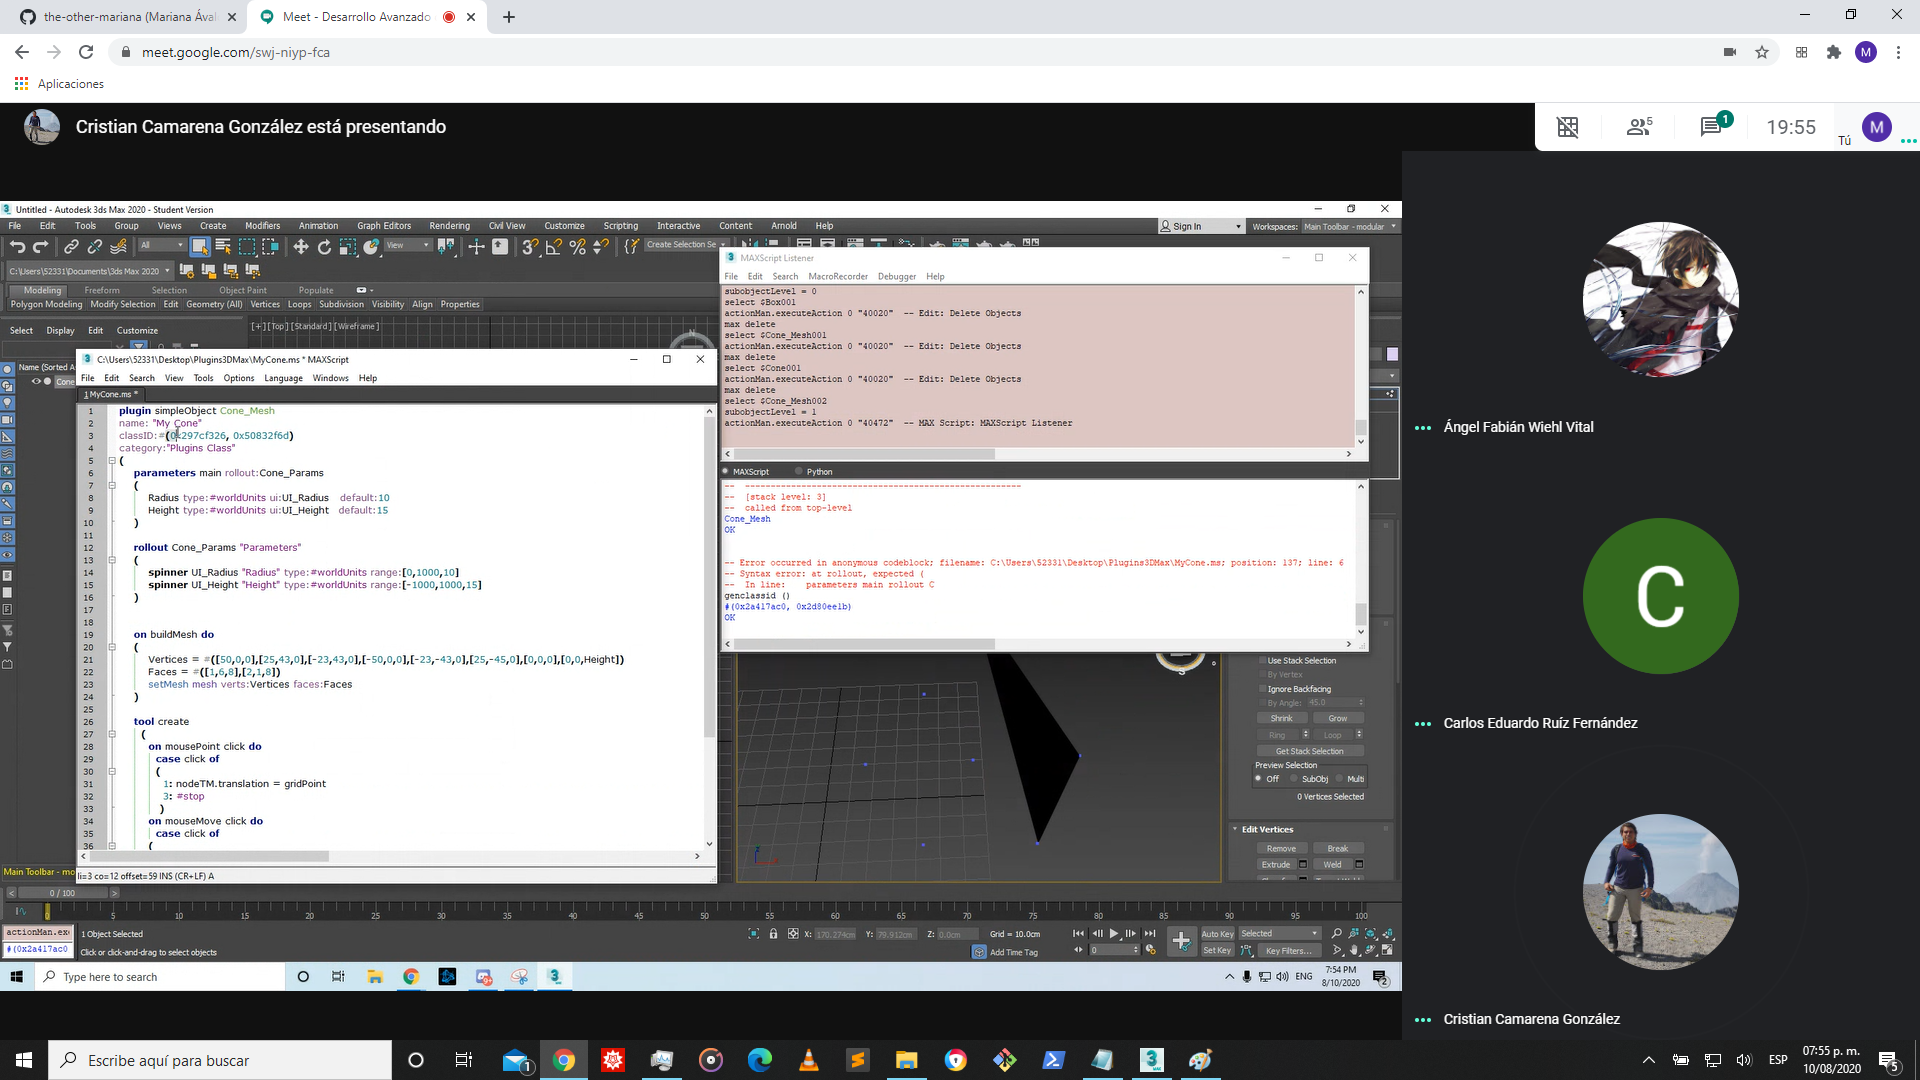 the-other-mariana (Mariana Ával
Meet - Desarrollo Avanzado
meet.google.com/swj-niyp-fca
M
Aplicaciones
Cristian Camarena González está presentando
5
1
19:55
Tú
M
Untitled - Autodesk 3ds Max 2020 - Student Version
File Edit Tools Group Views Create Modifiers Animation Graph Editors Rendering Civil View Customize Scripting Interactive Content Arnold Help
Sign In
Workspaces: Main Toolbar - modular
All
View
Create Selection Se
C:\Users\52331\Documents\3ds Max 2020
Modeling Freeform Selection Object Paint Populate
Polygon Modeling Modify Selection Edit Geometry (All) Vertices Loops Subdivision Visibility Align Properties
Select Display Edit Customize
[+] [Top] [Standard] [Wireframe]
Name (Sorted A
Cone
C:\Users\52331\Desktop\Plugins3DMax\MyCone.ms * MAXScript
File Edit Search View Tools Options Language Windows Help
1 MyCone.ms *
1 plugin simpleObject Cone_Mesh
2 name: "My Cone"
3 classID:#(0x297cf326, 0x50832f6d)
4 category:"Plugins Class"
5 (
6 parameters main rollout:Cone_Params
7 (
8 Radius type:#worldUnits ui:UI_Radius default:10
9 Height type:#worldUnits ui:UI_Height default:15
10 )
11
12 rollout Cone_Params "Parameters"
13 (
14 spinner UI_Radius "Radius" type:#worldUnits range:[0,1000,10]
15 spinner UI_Height "Height" type:#worldUnits range:[-1000,1000,15]
16 )
17
18
19 on buildMesh do
20 (
21 Vertices = #([50,0,0],[25,43,0],[-23,43,0],[-50,0,0],[-23,-43,0],[25,-45,0],[0,0,0],[0,0,Height])
22 Faces = #([1,6,8],[2,1,8])
23 setMesh mesh verts:Vertices faces:Faces
24 )
25
26 tool create
27 (
28 on mousePoint click do
29 case click of
30 (
31 1: nodeTM.translation = gridPoint
32 3: #stop
33 )
34 on mouseMove click do
35 case click of
36 (
li=3 co=12 offset=59 INS (CR+LF) A
MAXScript Listener
File Edit Search MacroRecorder Debugger Help
subobjectLevel = 0
select $Box001
actionMan.executeAction 0 "40020" -- Edit: Delete Objects
max delete
select $Cone_Mesh001
actionMan.executeAction 0 "40020" -- Edit: Delete Objects
max delete
select $Cone001
actionMan.executeAction 0 "40020" -- Edit: Delete Objects
max delete
select $Cone_Mesh002
subobjectLevel = 1
actionMan.executeAction 0 "40472" -- MAX Script: MAXScript Listener
MAXScript Python
-- [stack level: 3]
-- called from top-level
Cone_Mesh
OK
-- Error occurred in anonymous codeblock; filename: C:\Users\52331\Desktop\Plugins3DMax\MyCone.ms; position: 137; line: 6
-- Syntax error: at rollout, expected (
-- In line: parameters main rollout C
genclassid ()
#(0x2a417ac0, 0x2d80ee1b)
OK
Use Stack Selection
By Vertex
Ignore Backfacing
By Angle: 45.0
Shrink Grow
Ring Loop
Get Stack Selection
Preview Selection
Off SubObj Multi
0 Vertices Selected
Edit Vertices
Remove Break
Extrude Weld
Main Toolbar - mo
0 / 100
0 5 10 15 20 25 30 35 40 45 50 55 60 65 70 75 80 85 90 95 100
actionMan.exe
#(0x2a417ac0
1 Object Selected
Click or click-and-drag to select objects
X: 170.274cm Y: 79.912cm Z: 0.0cm Grid = 10.0cm
Add Time Tag
0
Auto Key Selected
Set Key Key Filters...
Type here to search
ENG
7:54 PM
8/10/2020
2
Ángel Fabián Wiehl Vital
C
Carlos Eduardo Ruíz Fernández
Cristian Camarena González
Escribe aquí para buscar
1
ESP
07:55 p. m.
10/08/2020
5